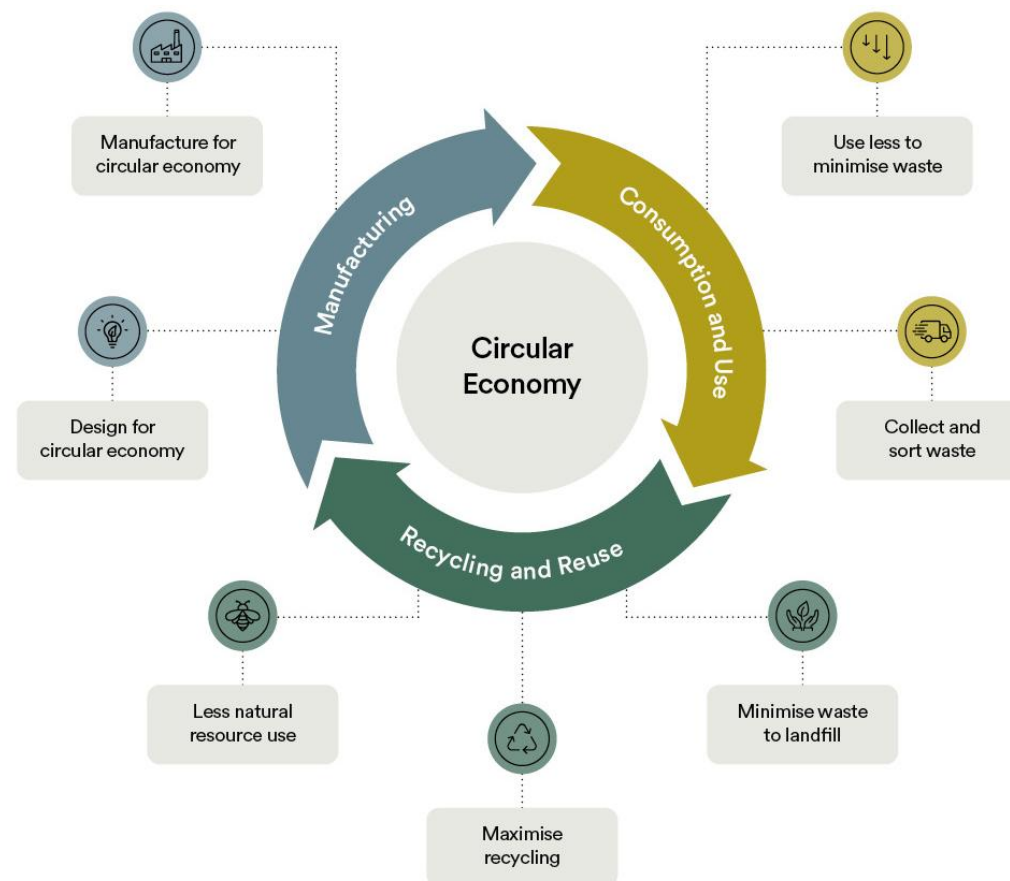 Manufacture for
circular economy
Use less to
minimise waste
Manufacturing
Consumption and Use
Circular
Economy
Design for
circular economy
Collect and
sort waste
Recycling and Reuse
Less natural
resource use
Minimise waste
to landfill
Maximise
recycling